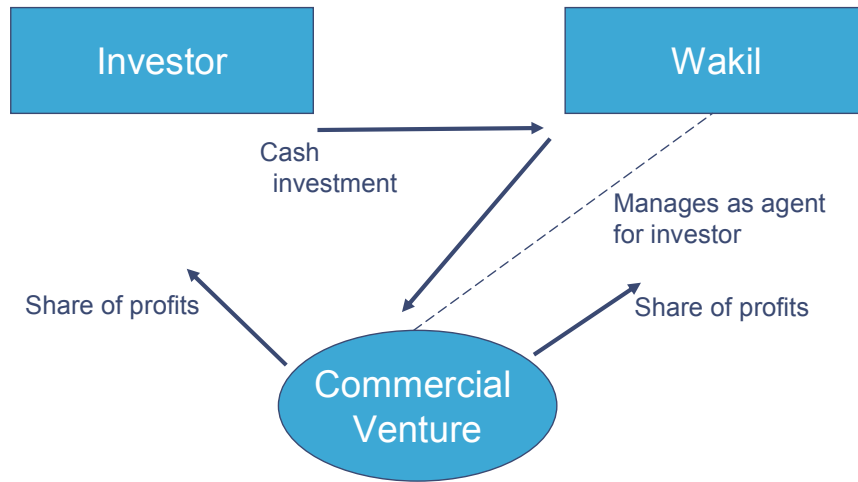 Investor
Wakil
Cash
investment
Manages as agent
for investor
Share of profits
Share of profits
Commercial
Venture